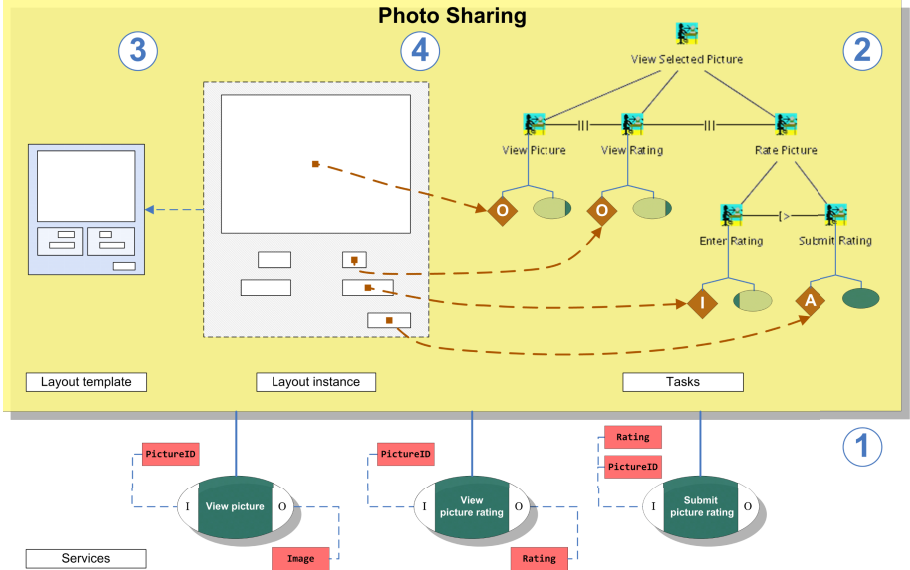 Photo Sharing
3
4
2
View Selected Picture
|||
|||
View Picture
View Rating
Rate Picture
O
O
[>
Enter Rating
Submit Rating
I
A
Layout template
Layout instance
Tasks
1
PictureID
PictureID
Rating
PictureID
I
View picture
O
I
View
picture rating
O
I
Submit
picture rating
O
Image
Rating
Services